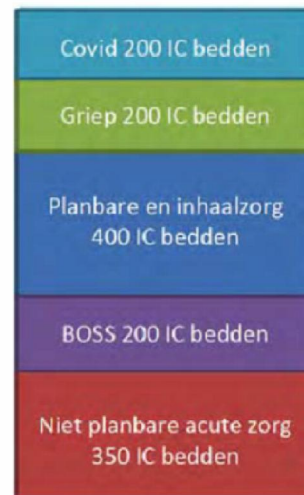 Covid 200 IC bedden
Griep 200 IC bedden
Planbare en inhaalzorg
400 IC bedden
BOSS 200 IC bedden
Niet planbare acute zorg
350 IC bedden